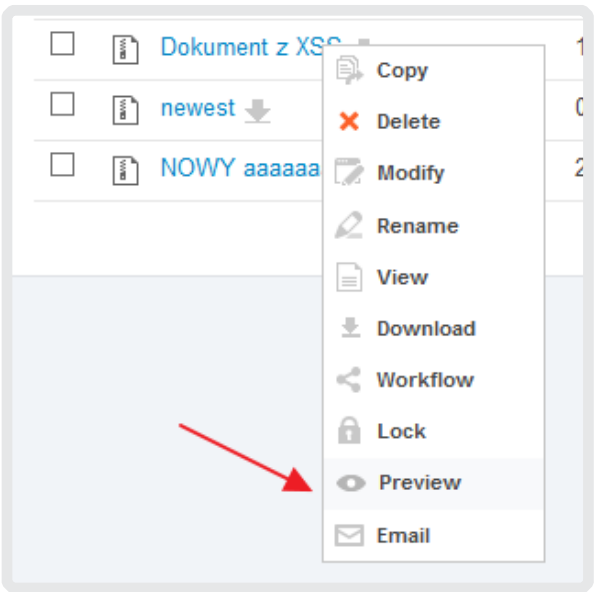 Dokument z XSS
Copy
newest
Delete
NOWY aaaaaa
Modify
Rename
View
Download
Workflow
Lock
Preview
Email